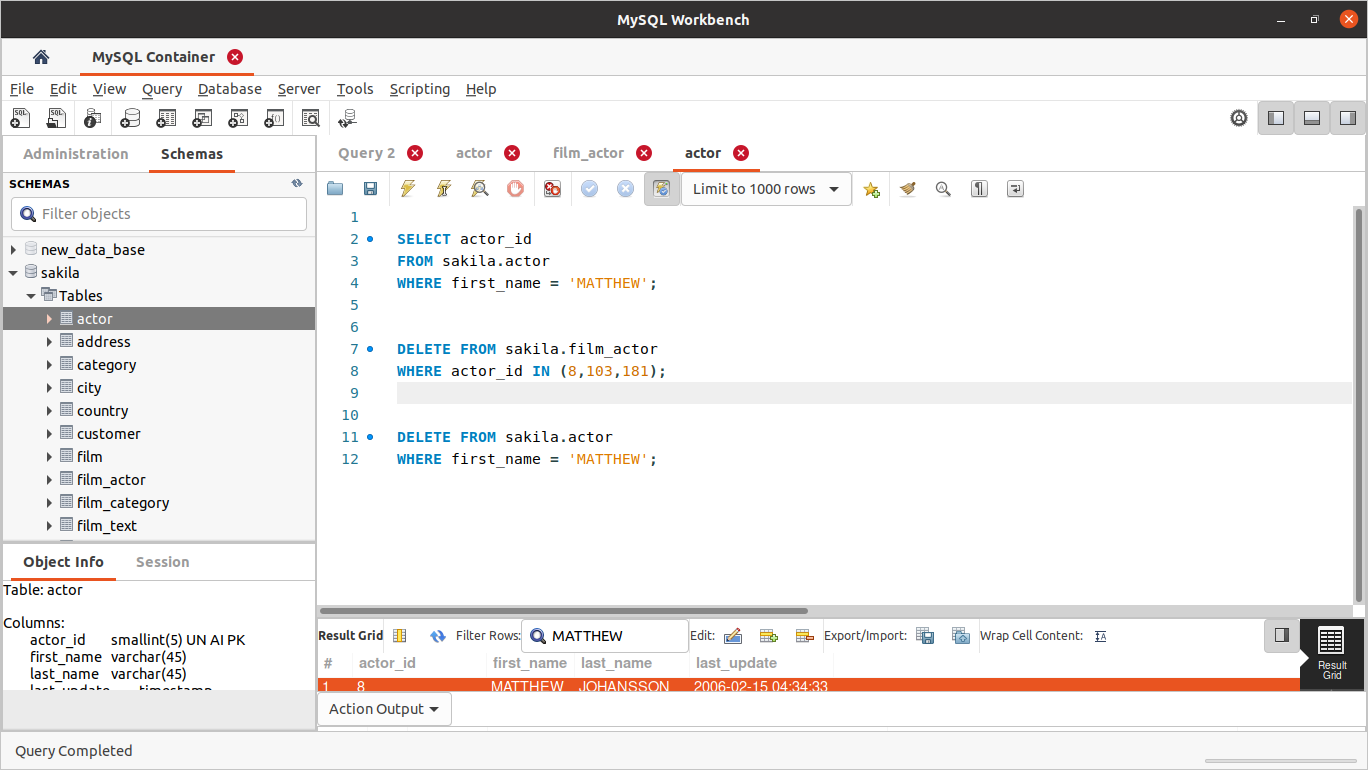 MySQL Workbench
MySQL Container
File Edit View Query Database Server Tools Scripting Help
Administration Schemas
SCHEMAS
Filter objects
new_data_base
sakila
Tables
actor
address
category
city
country
customer
film
film_actor
film_category
film_text
Object Info Session
Table: actor
Columns:
actor_id smallint(5) UN AI PK
first_name varchar(45)
last_name varchar(45)
last_update timestamp
Query 2 actor film_actor actor
Limit to 1000 rows
1
2 SELECT actor_id
3 FROM sakila.actor
4 WHERE first_name = 'MATTHEW';
5
6
7 DELETE FROM sakila.film_actor
8 WHERE actor_id IN (8,103,181);
9
10
11 DELETE FROM sakila.actor
12 WHERE first_name = 'MATTHEW';
Result Grid Filter Rows: MATTHEW Edit: Export/Import: Wrap Cell Content:
# actor_id first_name last_name last_update
1 8 MATTHEW JOHANSSON 2006-02-15 04:34:33
Result
Grid
Action Output
Query Completed